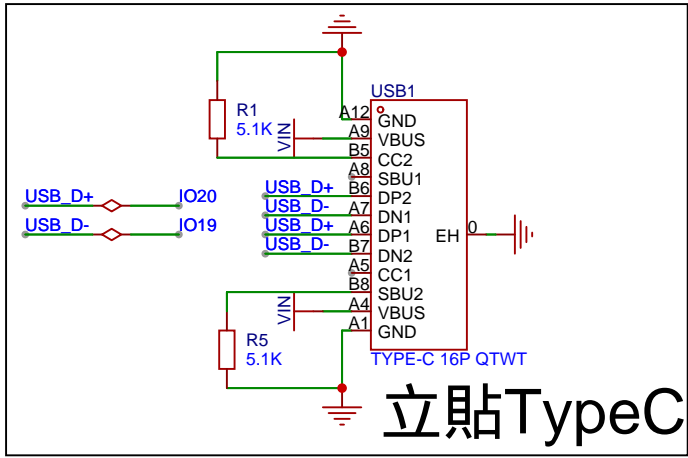 USB1
R1
5.1K
VIN
A12 GND
A9 VBUS
B5 CC2
A8 SBU1
USB_D+ B6 DP2
USB_D- A7 DN1
USB_D+ A6 DP1
USB_D- B7 DN2
A5 CC1
B8 SBU2
A4 VBUS
A1 GND
EH 0
USB_D+ IO20
USB_D- IO19
VIN
R5
5.1K
TYPE-C 16P QTWT
立貼TypeC